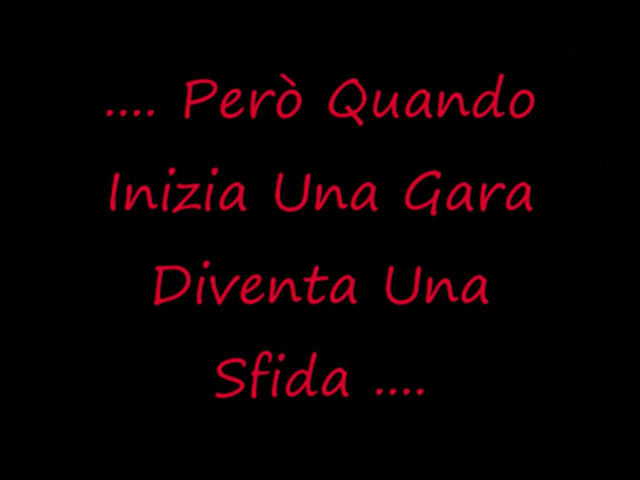 .... Però Quando
Inizia Una Gara
Diventa Una
Sfida ....